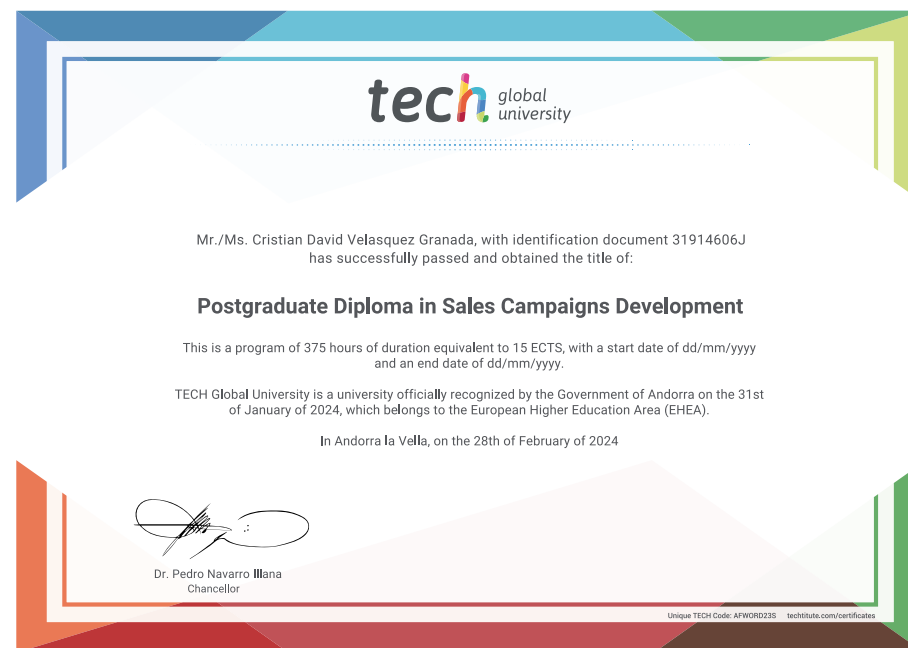 tech global university
Mr./Ms. Cristian David Velasquez Granada, with identification document 31914606J
has successfully passed and obtained the title of:
Postgraduate Diploma in Sales Campaigns Development
This is a program of 375 hours of duration equivalent to 15 ECTS, with a start date of dd/mm/yyyy
and an end date of dd/mm/yyyy.
TECH Global University is a university officially recognized by the Government of Andorra on the 31st
of January of 2024, which belongs to the European Higher Education Area (EHEA).
In Andorra la Vella, on the 28th of February of 2024
Dr. Pedro Navarro Illana
Chancellor
Unique TECH Code: AFWORD23S techtitute.com/certificates